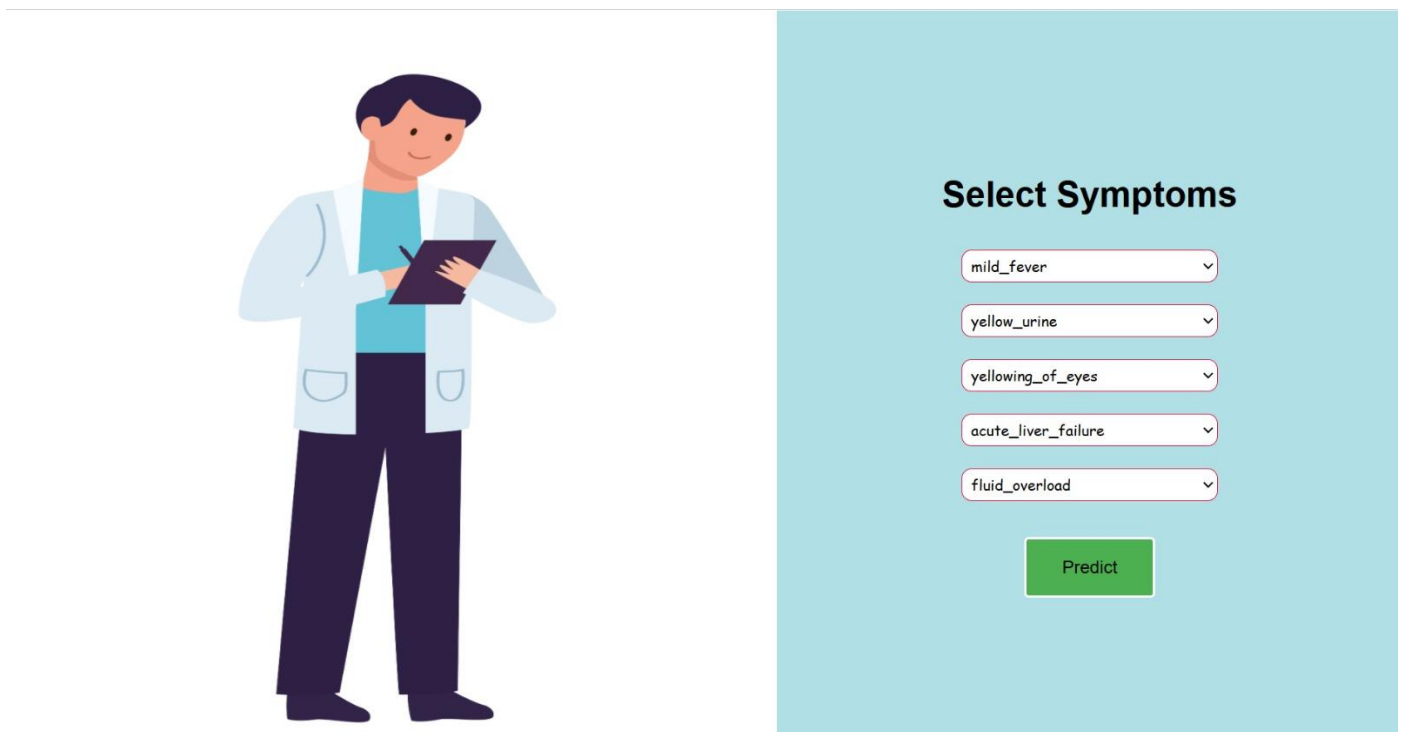 Select Symptoms
mild_fever
yellow_urine
yellowing_of_eyes
acute_liver_failure
fluid_overload
Predict